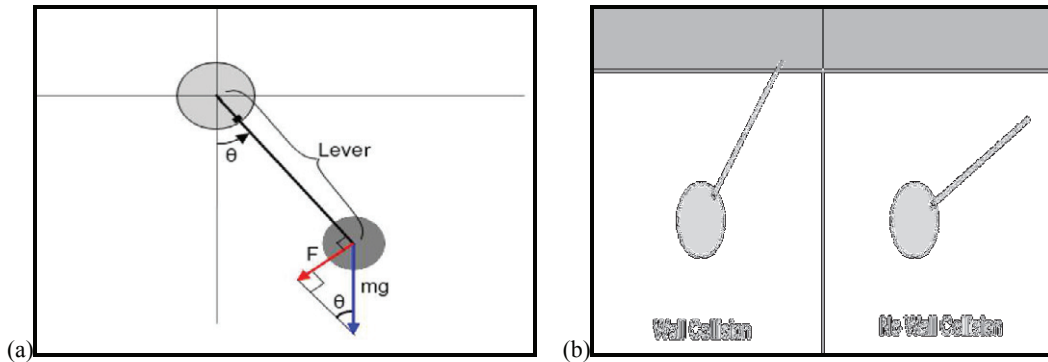 θ
Lever
F
mg
θ
(a)
Wall Collision
No Wall Collision
(b)